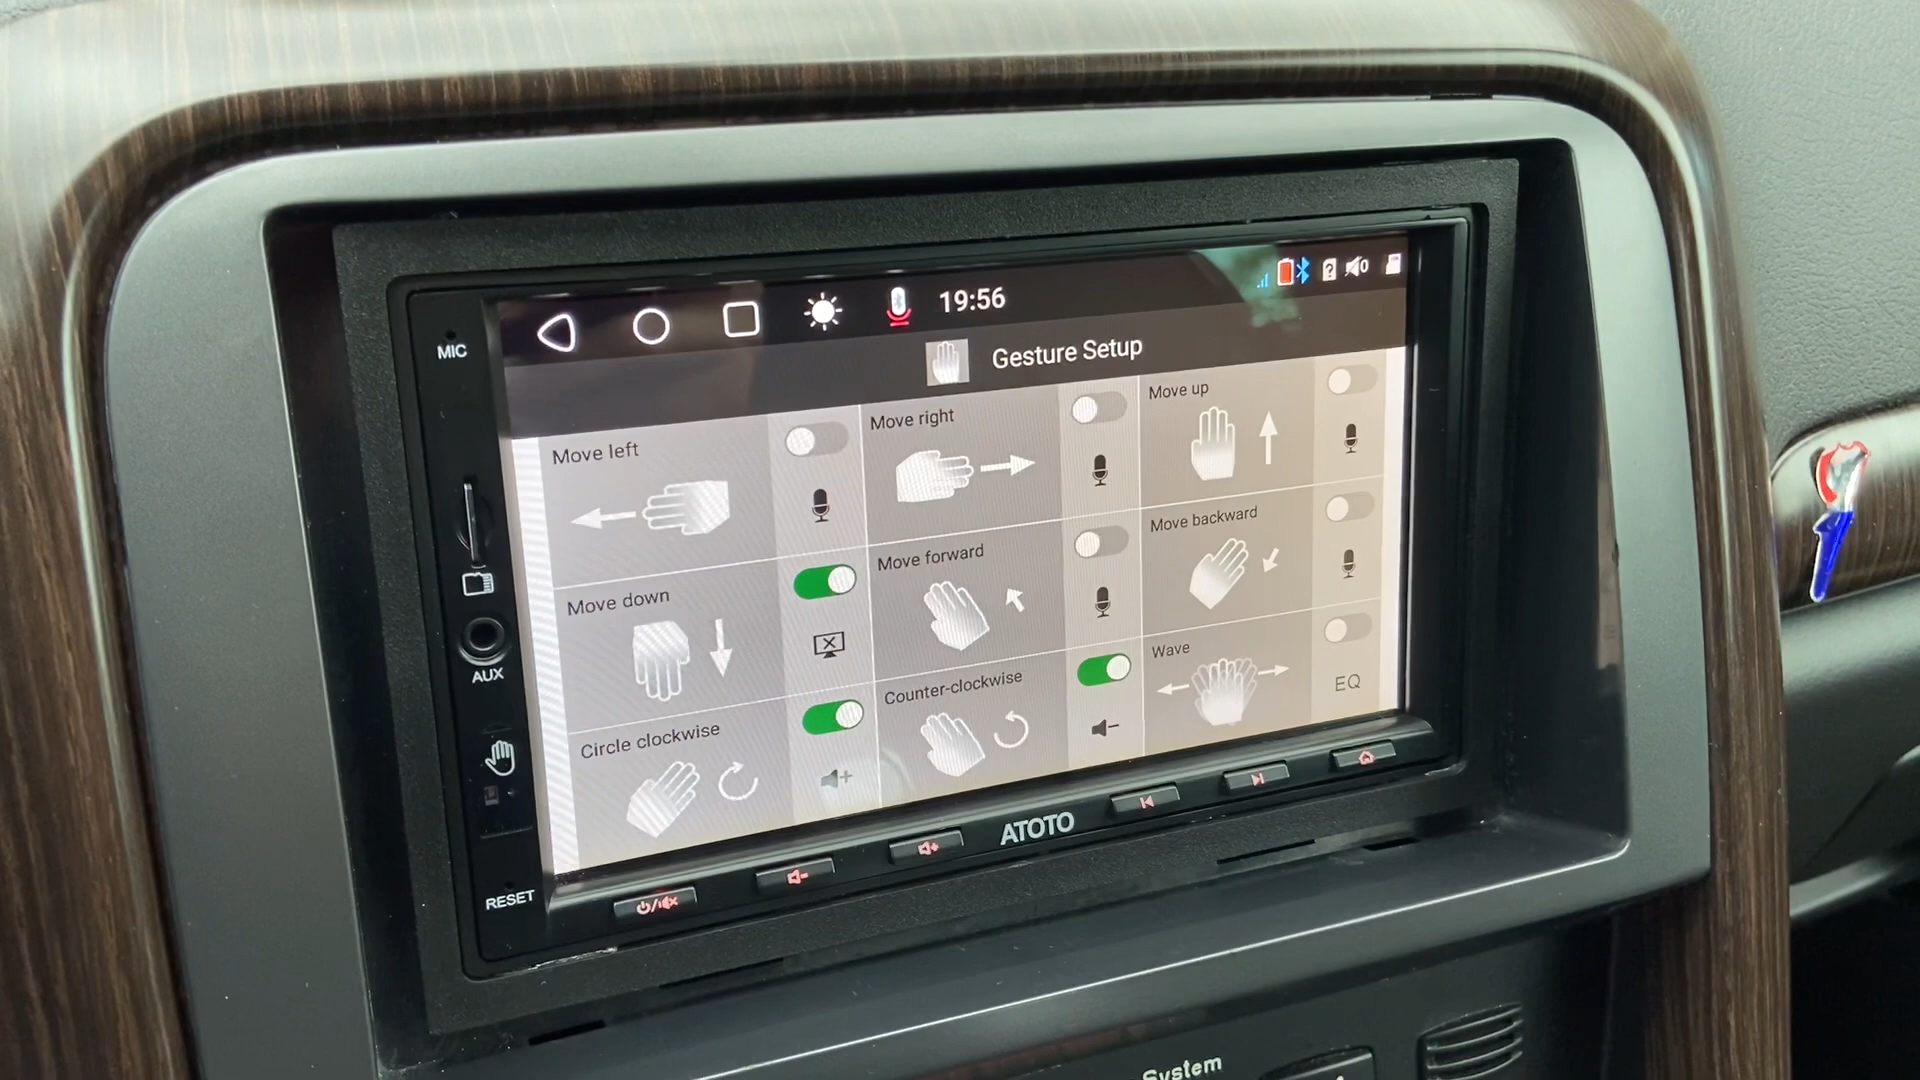 MIC
19:56
Gesture Setup
Move left
Move right
Move up
Move down
Move forward
Move backward
Circle clockwise
Counter-clockwise
Wave
EQ
AUX
RESET
ATOTO
System